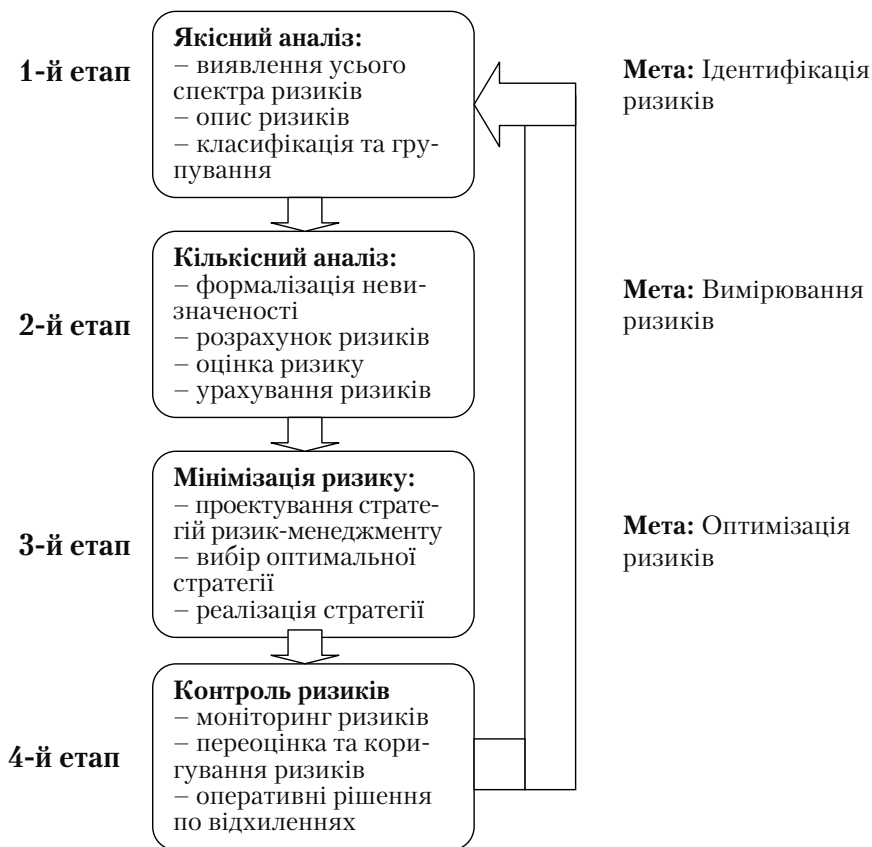 1-й етап
Якісний аналіз:
– виявлення усього
спектра ризиків
– опис ризиків
– класифікація та гру-
пування
Мета: Ідентифікація
ризиків
2-й етап
Кількісний аналіз:
– формалізація неви-
значеності
– розрахунок ризиків
– оцінка ризику
– урахування ризиків
Мета: Вимірювання
ризиків
3-й етап
Мінімізація ризику:
– проектування страте-
гій ризик-менеджменту
– вибір оптимальної
стратегії
– реалізація стратегії
Мета: Оптимізація
ризиків
4-й етап
Контроль ризиків
– моніторинг ризиків
– переоцінка та кори-
гування ризиків
– оперативні рішення
по відхиленнях